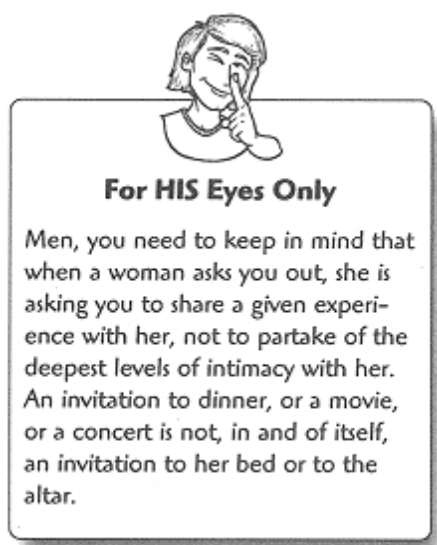 For HIS Eyes Only
Men, you need to keep in mind that
when a woman asks you out, she is
asking you to share a given experi-
ence with her, not to partake of the
deepest levels of intimacy with her.
An invitation to dinner, or a movie,
or a concert is not, in and of itself,
an invitation to her bed or to the
altar.